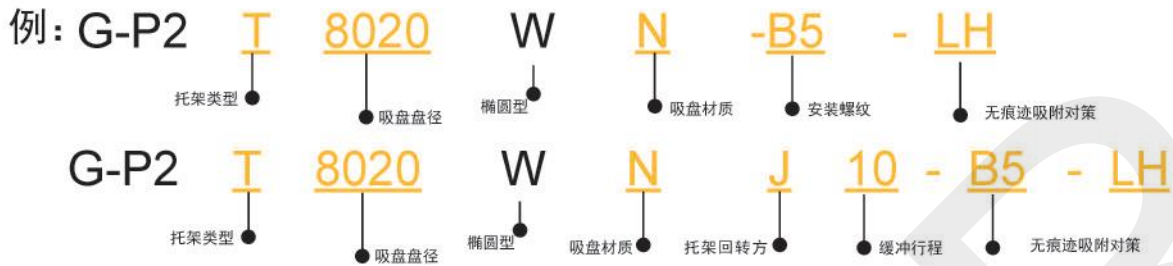 例: G-P2 T 8020 W N -B5 - LH
托架类型 吸盘盘径 椭圆型 吸盘材质 安装螺纹 无痕迹吸附对策
G-P2 T 8020 W N J 10 - B5 - LH
托架类型 吸盘盘径 椭圆型 吸盘材质 托架回转方 缓冲行程 无痕迹吸附对策